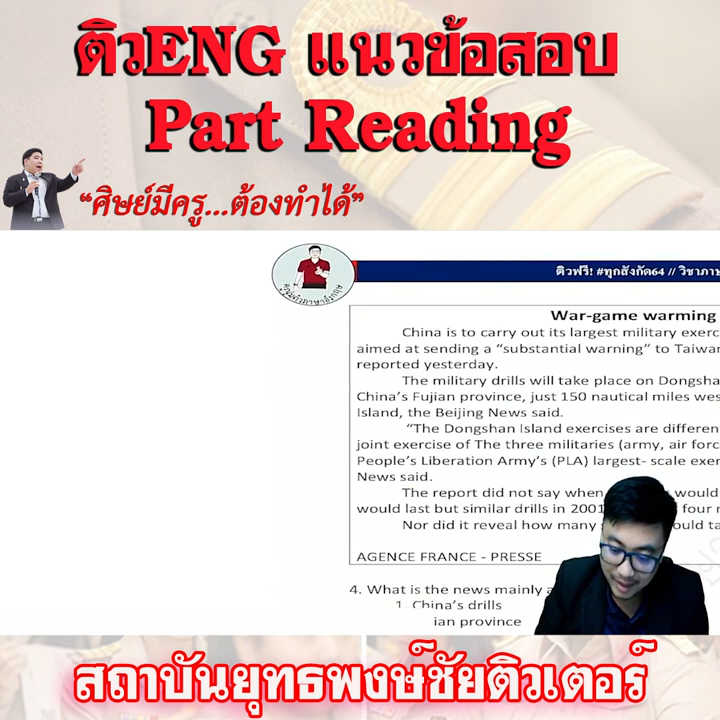 ติวENG แนวข้อสอบ
Part Reading
“ศิษย์มีครู...ต้องทำได้”
ติวฟรี! #ทุกสังกัด64 // วิชาภา
War-game warming
China is to carry out its largest military exerc
aimed at sending a “substantial warning” to Taiwan
reported yesterday.
The military drills will take place on Dongsha
China’s Fujian province, just 150 nautical miles wes
Island, the Beijing News said.
“The Dongshan Island exercises are differen
joint exercise of The three militaries (army, air forc
People’s Liberation Army’s (PLA) largest- scale exer
News said.
The report did not say when would
would last but similar drills in 2001 four
Nor did it reveal how many ould ta
AGENCE FRANCE - PRESSE
4. What is the news mainly a
1. China’s drills
ian province
สถาบันยุทธพงษ์ชัยติวเตอร์